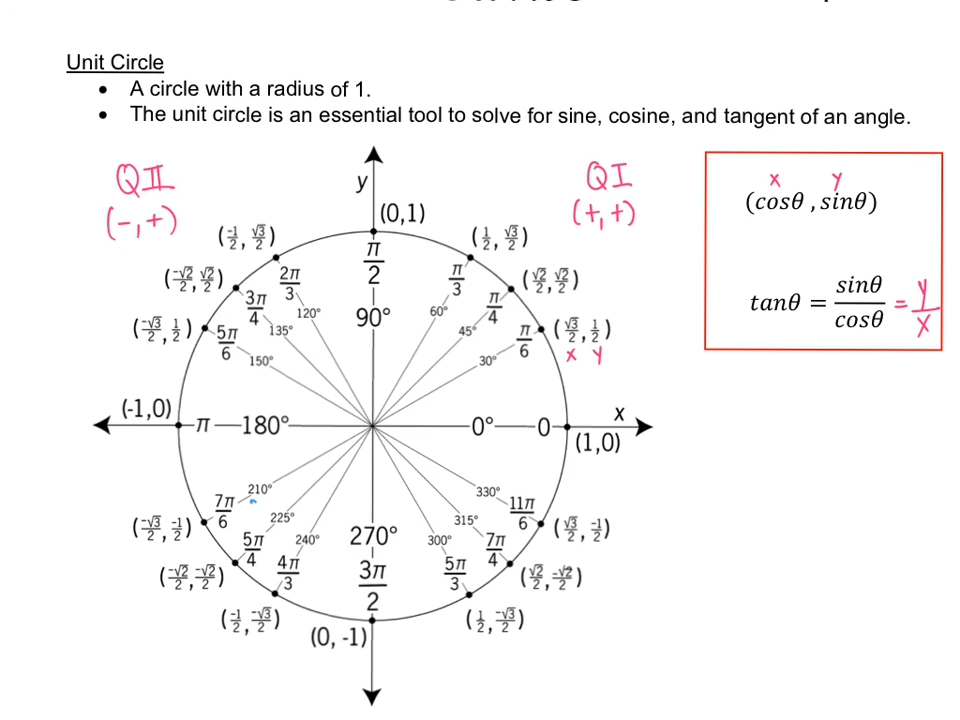 Unit Circle
• A circle with a radius of 1.
• The unit circle is an essential tool to solve for sine, cosine, and tangent of an angle.
QII
(-,+)
QI
(+,+)
y
(0,1)
x y
(cosθ , sinθ)
tanθ = sinθ/cosθ = y/x
(-1/2, √3/2)
(1/2, √3/2)
(-√2/2, √2/2)
(√2/2, √2/2)
(-√3/2, 1/2)
(√3/2, 1/2)
x y
2π/3
π/2
π/3
3π/4
π/4
5π/6
π/6
120°
90°
60°
135°
45°
150°
30°
(-1,0)
π
180°
0°
0
x
(1,0)
210°
330°
7π/6
11π/6
225°
315°
240°
270°
300°
5π/4
7π/4
4π/3
3π/2
5π/3
(-√3/2, -1/2)
(√3/2, -1/2)
(-√2/2, -√2/2)
(√2/2, -√2/2)
(-1/2, -√3/2)
(1/2, -√3/2)
(0, -1)